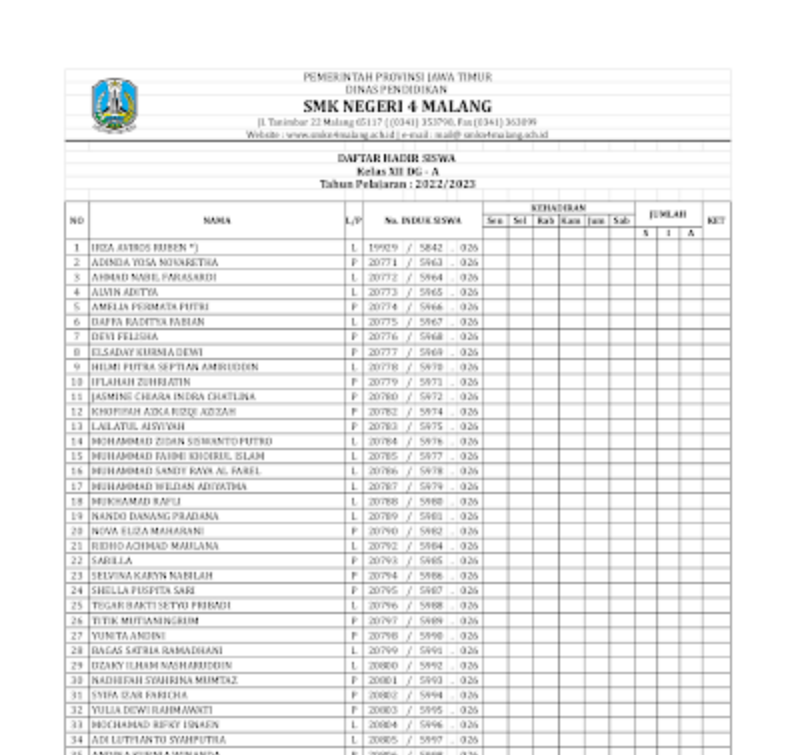 PEMERINTAH PROVINSI JAWA TIMUR
DINAS PENDIDIKAN
SMK NEGERI 4 MALANG
Jl. Tanimbar 22 Malang 65117 (0341) 353798, Fax (0341) 363099
Website : www.smkn4malang.sch.id | e-mail : mail@smkn4malang.sch.id
DAFTAR HADIR SISWA
Kelas XII DG - A
Tahun Pelajaran : 2022/2023
NO NAMA L/P No. INDUK SISWA KEHADIRAN JUMLAH KET
Sen Sel Rab Kam Jum Sab
S I A
1 AVIROS RUBEN *) L 19929 / 5842 . 026
2 ADINDA YOSA NOVARETHA P 20771 / 5963 . 026
3 AHMAD NABIL FARASARDI L 20772 / 5964 . 026
4 ALVIN ADITYA L 20773 / 5965 . 026
5 AMELIA PERMATA PUTRI P 20774 / 5966 . 026
6 DAFFA RADITYA FABIAN L 20775 / 5967 . 026
7 DEVI FELISHA P 20776 / 5968 . 026
8 ELSADAY KURNIA DEWI P 20777 / 5969 . 026
9 HILMI PUTRA SEPTIAN AMIRUDDIN L 20778 / 5970 . 026
10 IFLAHAH ZUHRIATIN P 20779 / 5971 . 026
11 JASMINE CHIARA INDRA CHATLINA P 20780 / 5972 . 026
12 KHOFIFAH AZKA RIZQI AZIZAH P 20782 / 5974 . 026
13 LAILATUL AISYIYAH P 20783 / 5975 . 026
14 MOHAMMAD ZIDAN SISWANTO PUTRO L 20784 / 5976 . 026
15 MUHAMMAD FAHMI KHOIRUL ISLAM L 20785 / 5977 . 026
16 MUHAMMAD SANDY RAYA AL FAREL L 20786 / 5978 . 026
17 MUHAMMAD WILDAN ADIYATMA L 20787 / 5979 . 026
18 MUKHAMAD RAFLI L 20788 / 5980 . 026
19 NANDO DANANG PRADANA L 20789 / 5981 . 026
20 NOVA ELIZA MAHARANI P 20790 / 5982 . 026
21 RIDHO ACHMAD MAULANA L 20792 / 5984 . 026
22 SABILLA P 20793 / 5985 . 026
23 SELVINA KARYN NABILAH P 20794 / 5986 . 026
24 SHELLA PUSPITA SARI P 20795 / 5987 . 026
25 TEGAR BAKTI SETYO PRIBADI L 20796 / 5988 . 026
26 TITIK MUTIANINGRUM P 20797 / 5989 . 026
27 YUNITA ANDINI P 20798 / 5990 . 026
28 BAGAS SATRIA RAMADHANI L 20799 / 5991 . 026
29 DZAKY ILHAM NASHARUDDIN L 20800 / 5992 . 026
30 NADHIFAH SYAHRINA MUMTAZ P 20801 / 5993 . 026
31 SYIFA IZAR FARICHA P 20802 / 5994 . 026
32 YULIA DEWI RAHMAWATI P 20803 / 5995 . 026
33 MOCHAMAD RIFKY ISNAEN L 20804 / 5996 . 026
34 ADI LUTFIANTO SYAHPUTRA L 20805 / 5997 . 026